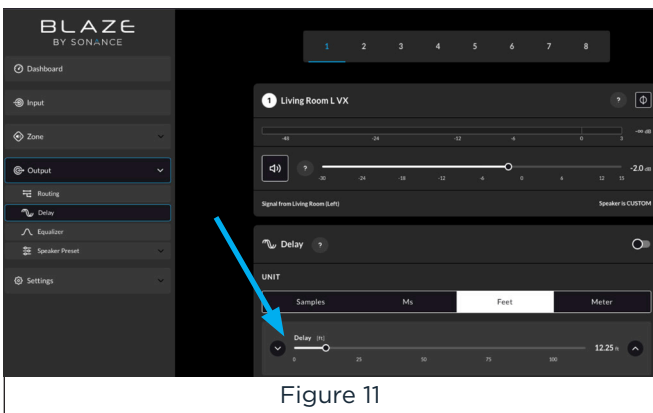 BLAZE
BY SONANCE
Dashboard
Input
Zone
Output
Routing
Delay
Equalizer
Speaker Preset
Settings
1 2 3 4 5 6 7 8
1 Living Room L VX ?
-48 -24 -12 -6 0 3 -∞ dB
? -30 -24 -18 -12 -6 0 6 12 15 -2.0 dB
Signal from Living Room (Left) Speaker is CUSTOM
Delay ?
UNIT
Samples Ms Feet Meter
Delay [ft]
0 25 50 75 100 12.25 ft
Figure 11